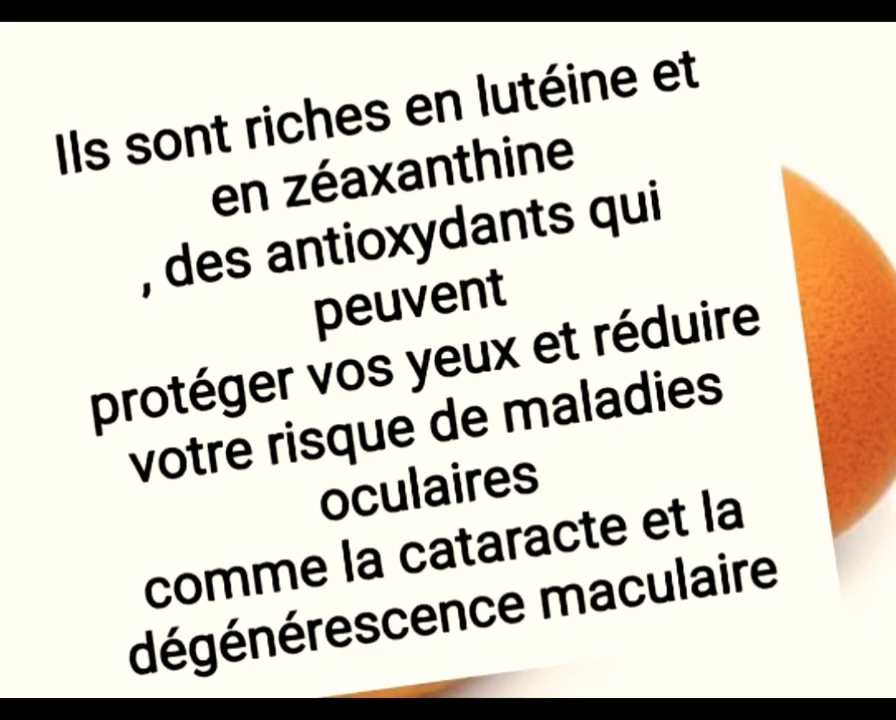 Ils sont riches en lutéine et
en zéaxanthine
, des antioxydants qui
peuvent
protéger vos yeux et réduire
votre risque de maladies
oculaires
comme la cataracte et la
dégénérescence maculaire